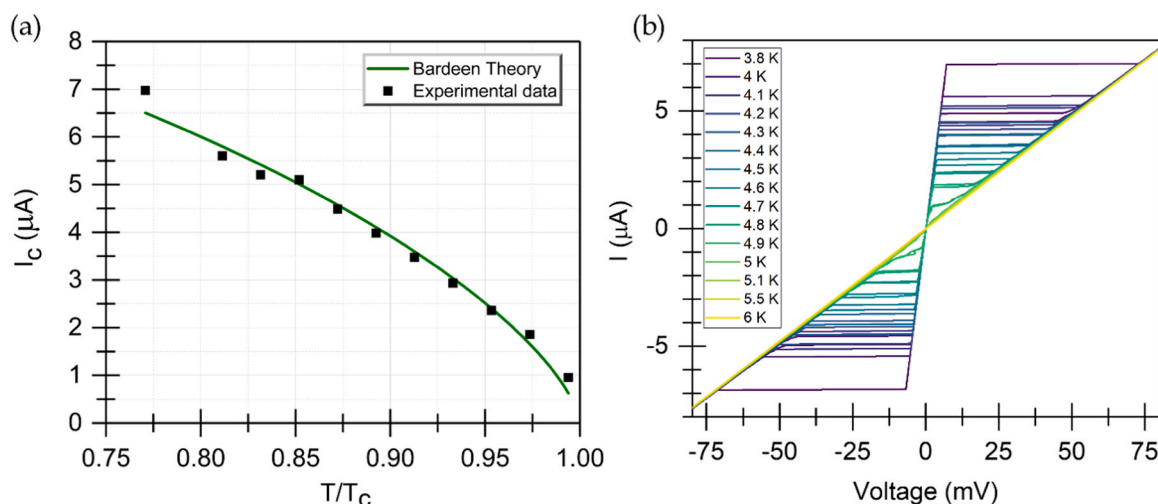 (a)
8
7
6
5
4
3
2
1
0
I_C (μA)
Bardeen Theory
Experimental data
0.75
0.80
0.85
0.90
0.95
1.00
T/T_C
(b)
5
0
-5
I (μA)
3.8 K
4 K
4.1 K
4.2 K
4.3 K
4.4 K
4.5 K
4.6 K
4.7 K
4.8 K
4.9 K
5 K
5.1 K
5.5 K
6 K
-75
-50
-25
0
25
50
75
Voltage (mV)